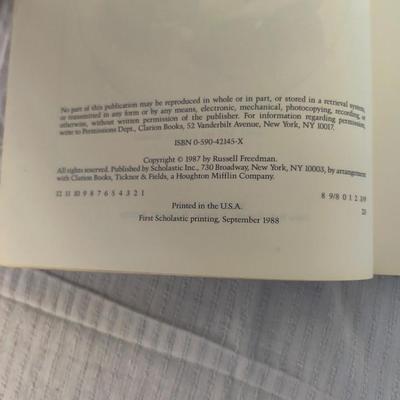 No part of this publication may be reproduced in whole or in part, or stored in a retrieval system,
or transmitted in any form or by any means, electronic, mechanical, photocopying, recording, or
otherwise, without written permission of the publisher. For information regarding permission,
write to Permissions Dept., Clarion Books, 52 Vanderbilt Avenue, New York, NY 10017.
ISBN 0-590-42145-X
Copyright © 1987 by Russell Freedman.
All rights reserved. Published by Scholastic Inc., 730 Broadway, New York, NY 10003, by arrangement
with Clarion Books, Ticknor & Fields, a Houghton Mifflin Company.
12 11 10 9 8 7 6 5 4 3 2 1 8 9/8 0 1 2 3/9
Printed in the U.S.A.
First Scholastic printing, September 1988